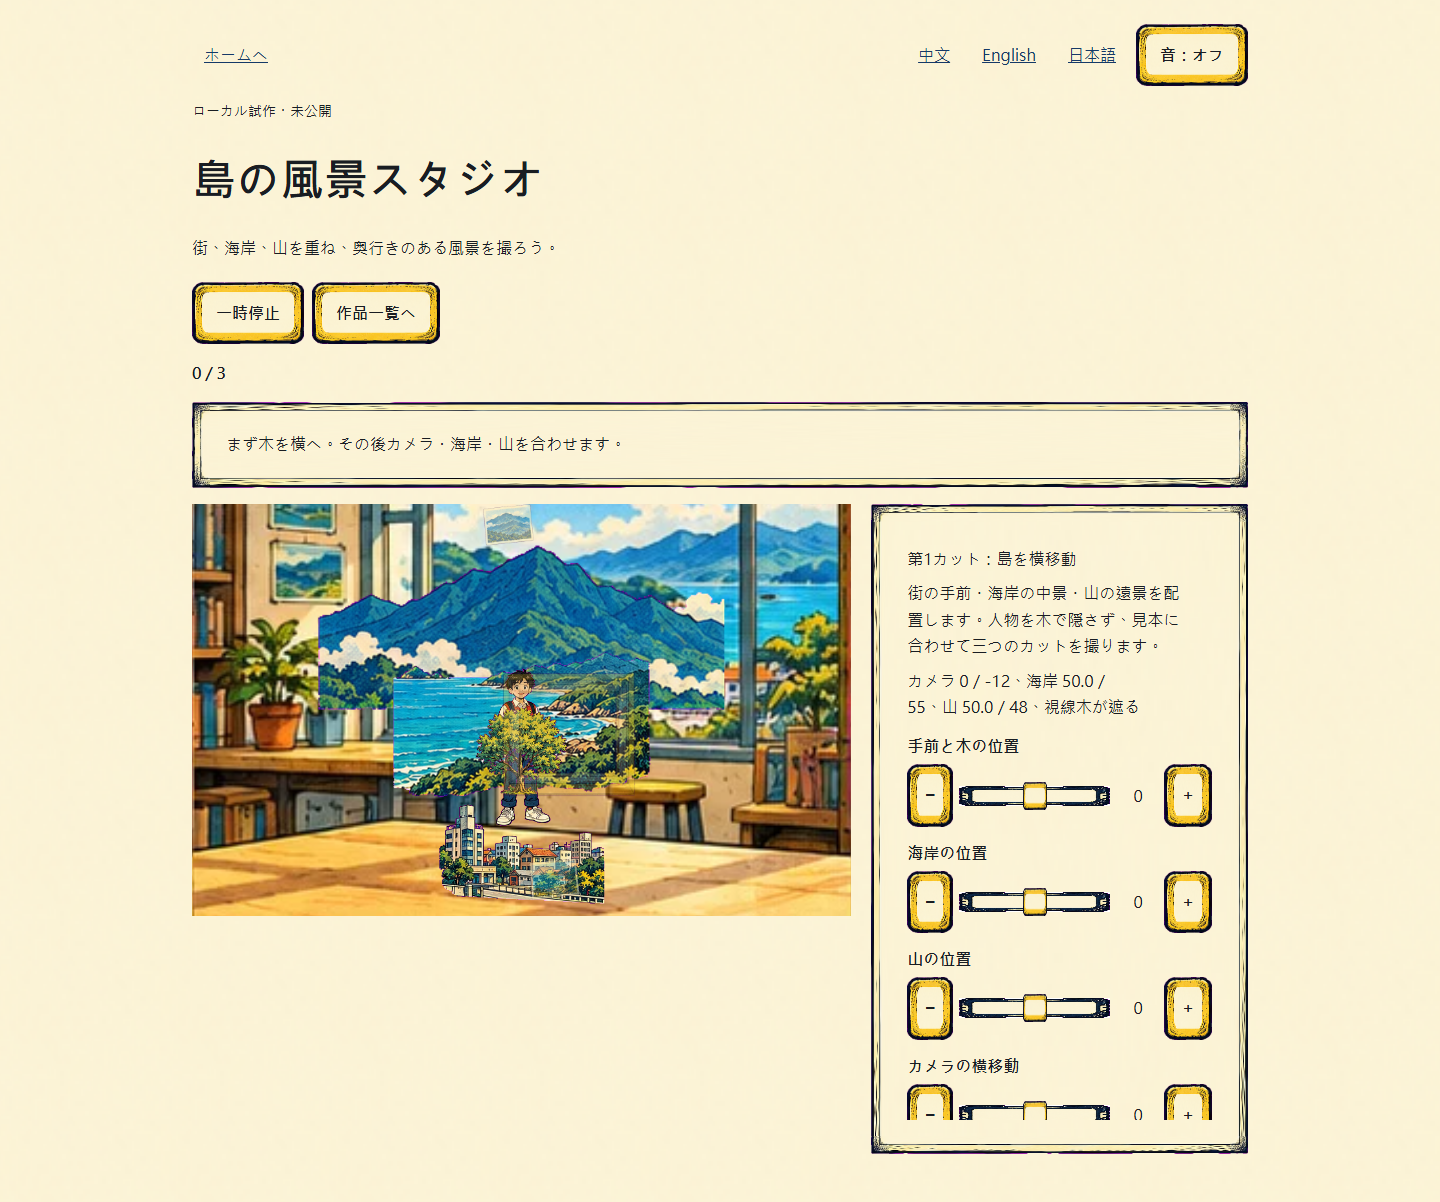 ホームへ
中文 English 日本語 音：オフ
ローカル試作・未公開
島の風景スタジオ
街、海岸、山を重ね、奥行きのある風景を撮ろう。
一時停止 作品一覧へ
0 / 3
まず木を横へ。その後カメラ・海岸・山を合わせます。
第1カット：島を横移動
街の手前・海岸の中景・山の遠景を配
置します。人物を木で隠さず、見本に
合わせて三つのカットを撮ります。
カメラ 0 / -12、海岸 50.0 /
55、山 50.0 / 48、視線木が遮る
手前と木の位置
− 0 +
海岸の位置
− 0 +
山の位置
− 0 +
カメラの横移動
− 0 +